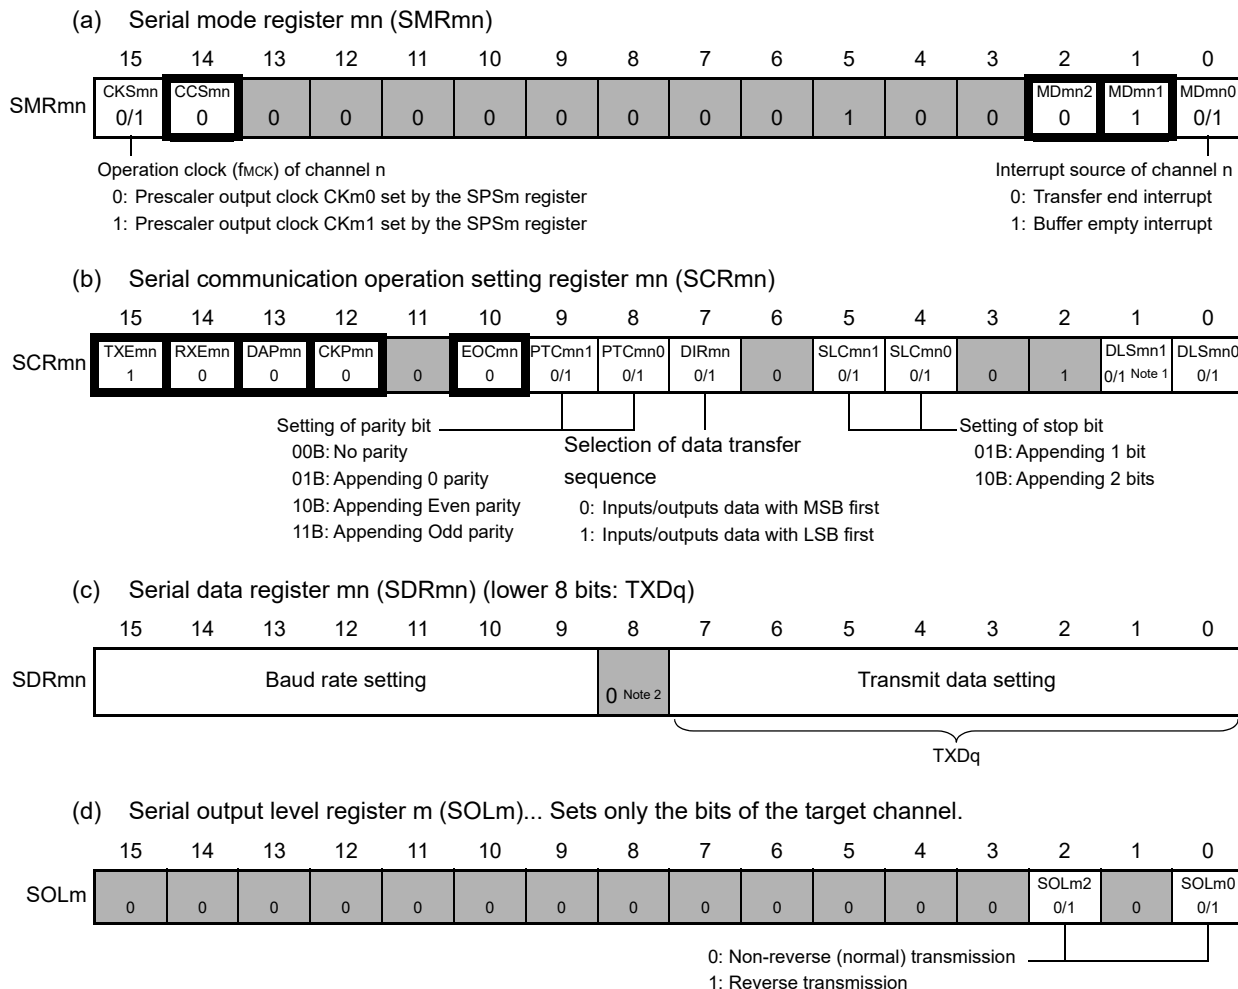 (a) Serial mode register mn (SMRmn)
15 14 13 12 11 10 9 8 7 6 5 4 3 2 1 0
CKSmn CCSmn MDmn2 MDmn1 MDmn0
SMRmn 0/1 0 0 0 0 0 0 0 0 0 1 0 0 0 1 0/1
Operation clock (fMCK) of channel n Interrupt source of channel n
0: Prescaler output clock CKm0 set by the SPSm register 0: Transfer end interrupt
1: Prescaler output clock CKm1 set by the SPSm register 1: Buffer empty interrupt
(b) Serial communication operation setting register mn (SCRmn)
15 14 13 12 11 10 9 8 7 6 5 4 3 2 1 0
TXEmn RXEmn DAPmn CKPmn EOCmn PTCmn1 PTCmn0 DIRmn SLCmn1 SLCmn0 DLSmn1 DLSmn0
SCRmn 1 0 0 0 0 0 0/1 0/1 0/1 0 0/1 0/1 0 1 0/1 Note 1 0/1
Setting of parity bit
00B: No parity
01B: Appending 0 parity
10B: Appending Even parity
11B: Appending Odd parity
Selection of data transfer
sequence
0: Inputs/outputs data with MSB first
1: Inputs/outputs data with LSB first
Setting of stop bit
01B: Appending 1 bit
10B: Appending 2 bits
(c) Serial data register mn (SDRmn) (lower 8 bits: TXDq)
15 14 13 12 11 10 9 8 7 6 5 4 3 2 1 0
SDRmn Baud rate setting 0 Note 2 Transmit data setting
TXDq
(d) Serial output level register m (SOLm)... Sets only the bits of the target channel.
15 14 13 12 11 10 9 8 7 6 5 4 3 2 1 0
SOLm2 SOLm0
SOLm 0 0 0 0 0 0 0 0 0 0 0 0 0 0/1 0 0/1
0: Non-reverse (normal) transmission
1: Reverse transmission